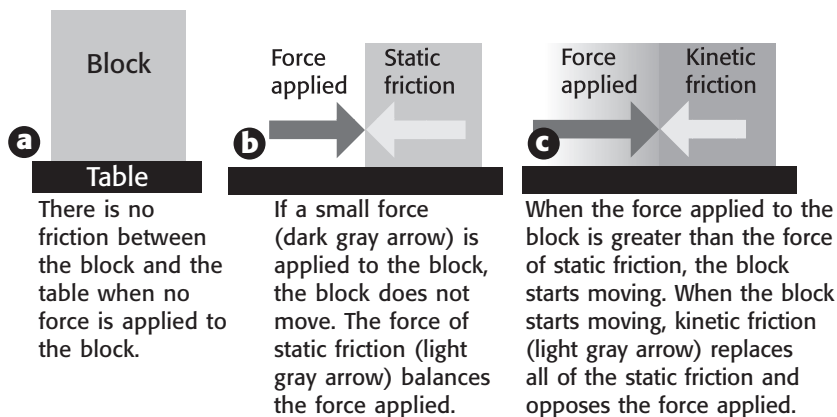 Block
a
Table
There is no
friction between
the block and the
table when no
force is applied to
the block.
Force
applied
Static
friction
b
If a small force
(dark gray arrow) is
applied to the block,
the block does not
move. The force of
static friction (light
gray arrow) balances
the force applied.
Force
applied
Kinetic
friction
c
When the force applied to the
block is greater than the force
of static friction, the block
starts moving. When the block
starts moving, kinetic friction
(light gray arrow) replaces
all of the static friction and
opposes the force applied.